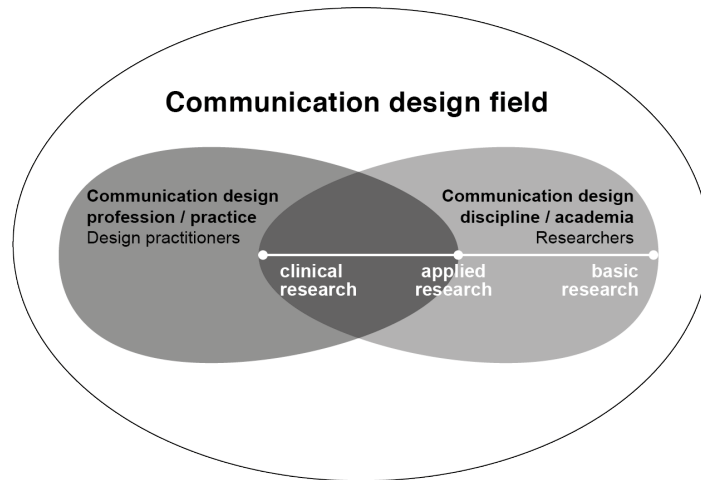 Communication design field
Communication design
profession / practice
Design practitioners
Communication design
discipline / academia
Researchers
clinical
research
applied
research
basic
research